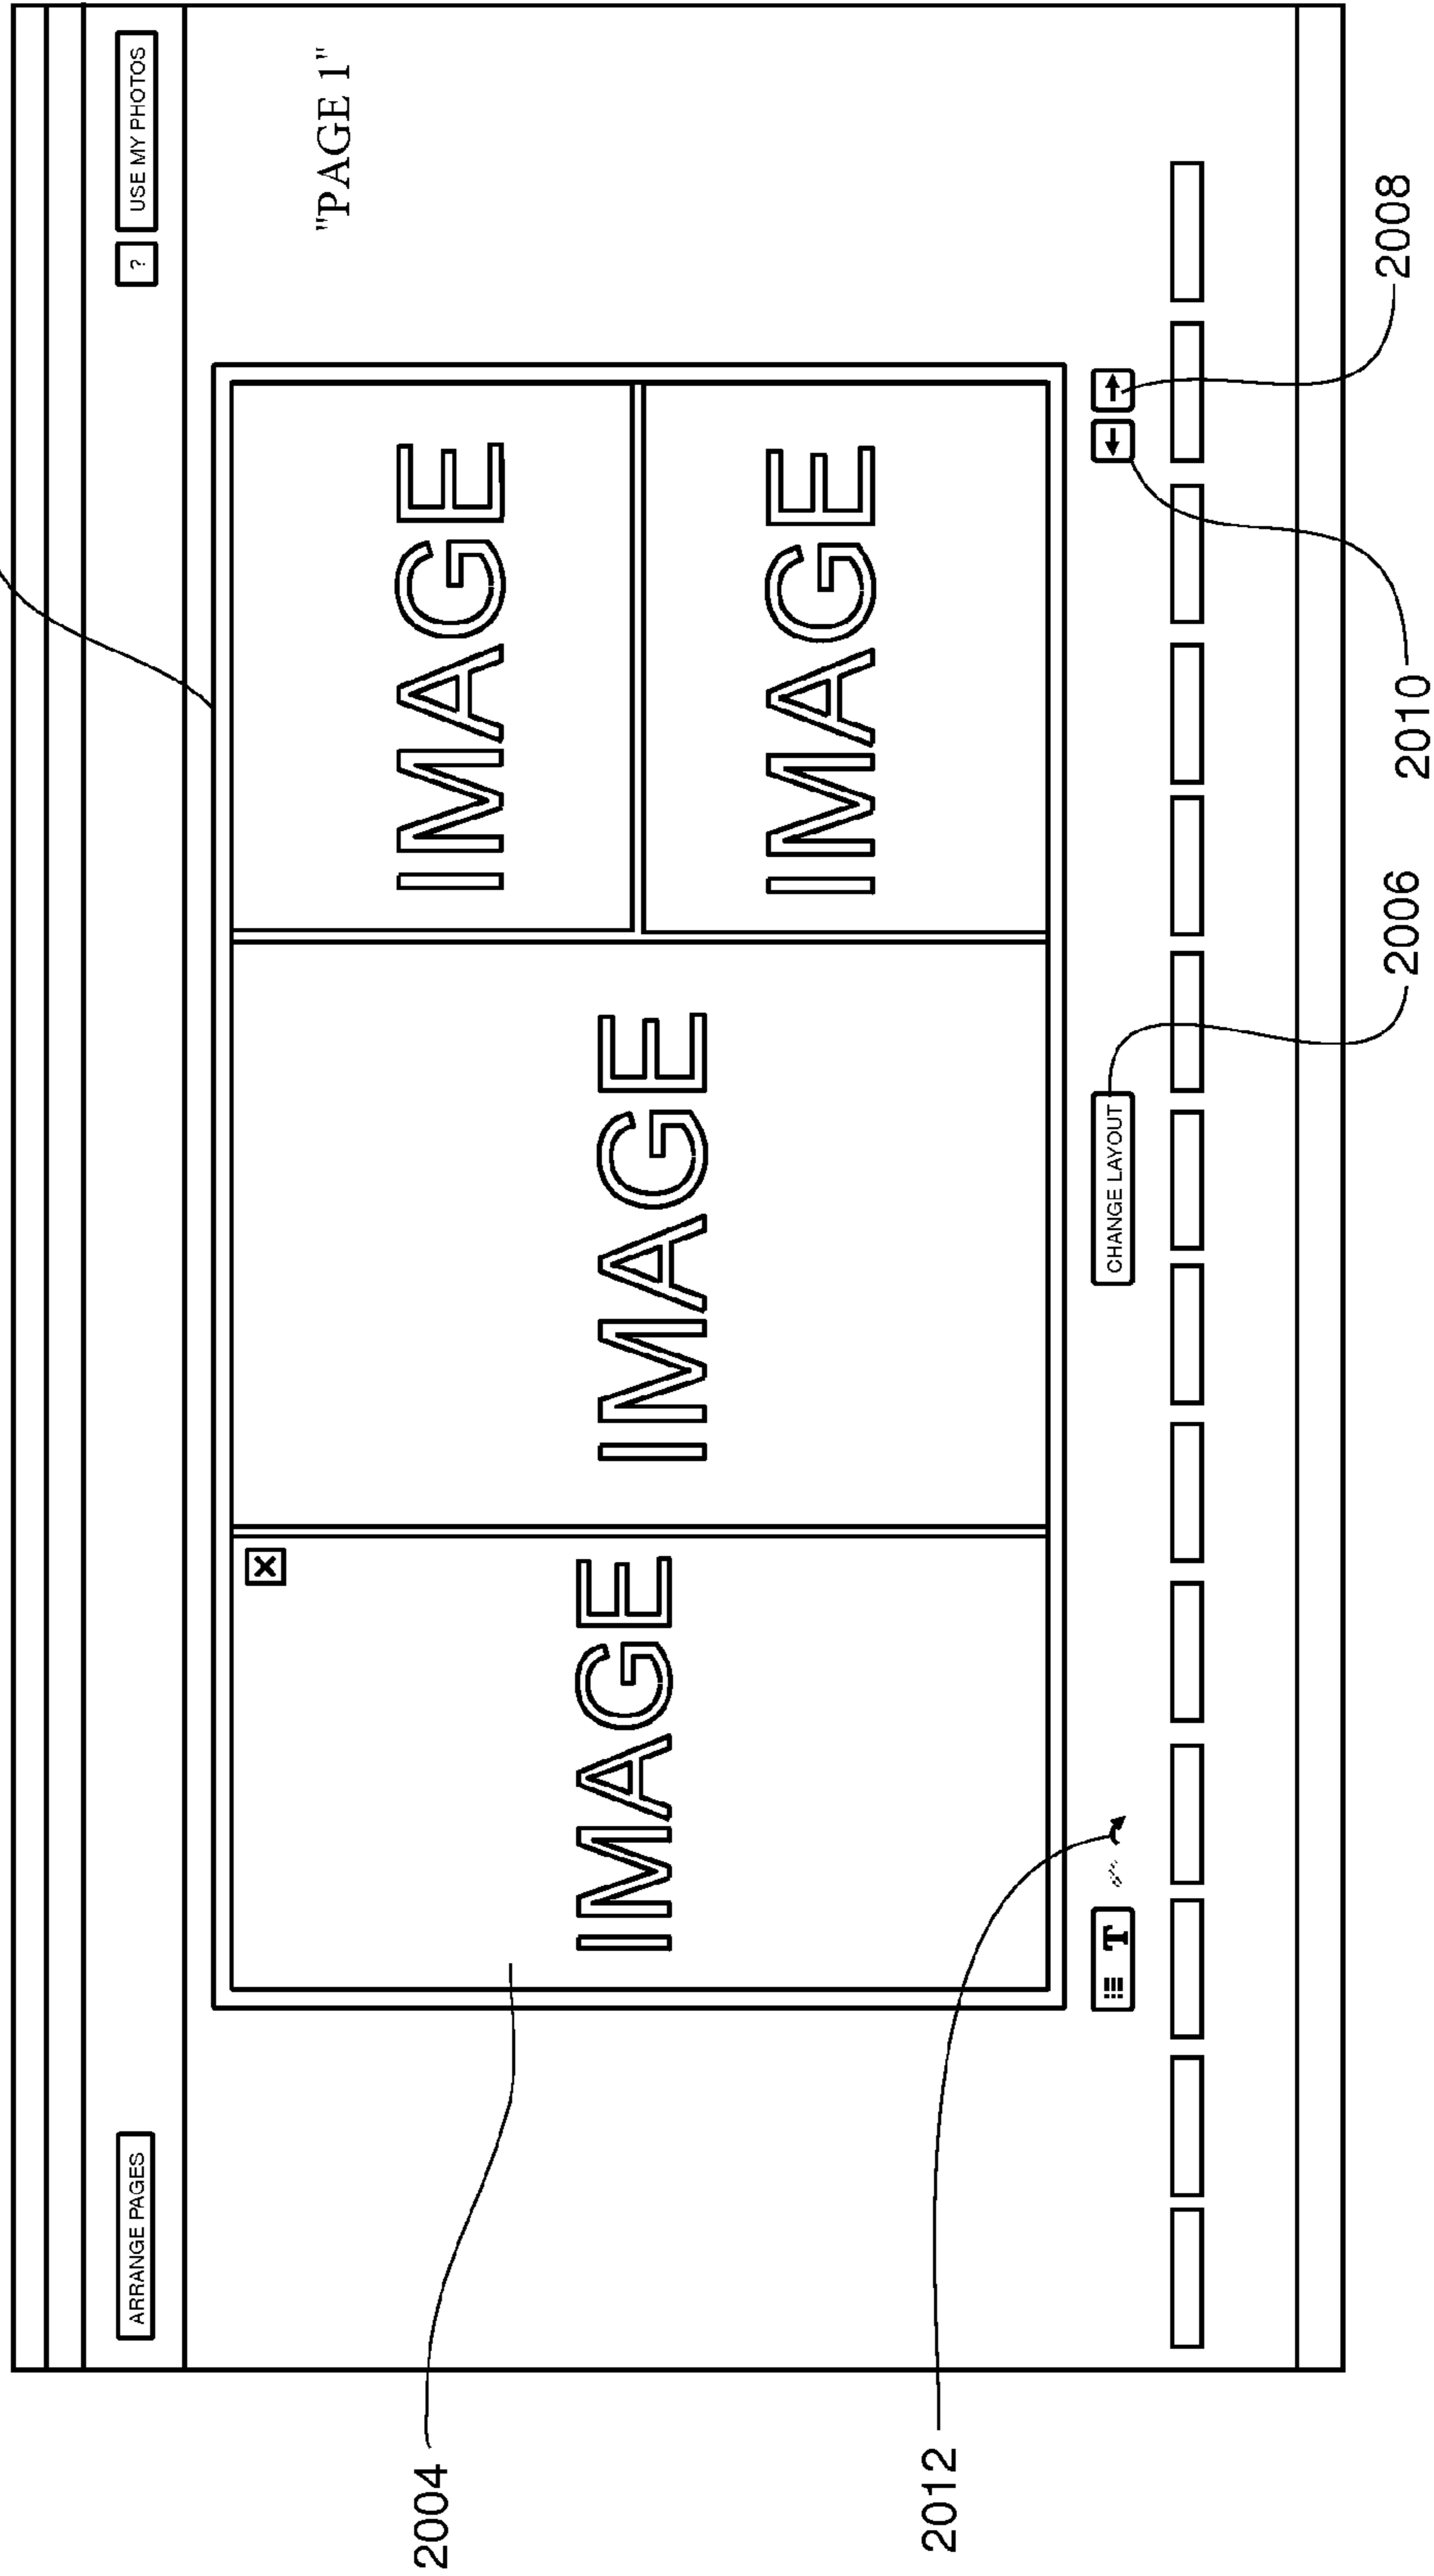 ARRANGE PAGES
? USE MY PHOTOS
"PAGE 1"
IMAGE
IMAGE
IMAGE
IMAGE
2004
T
CHANGE LAYOUT
2012
2006
2010
2008